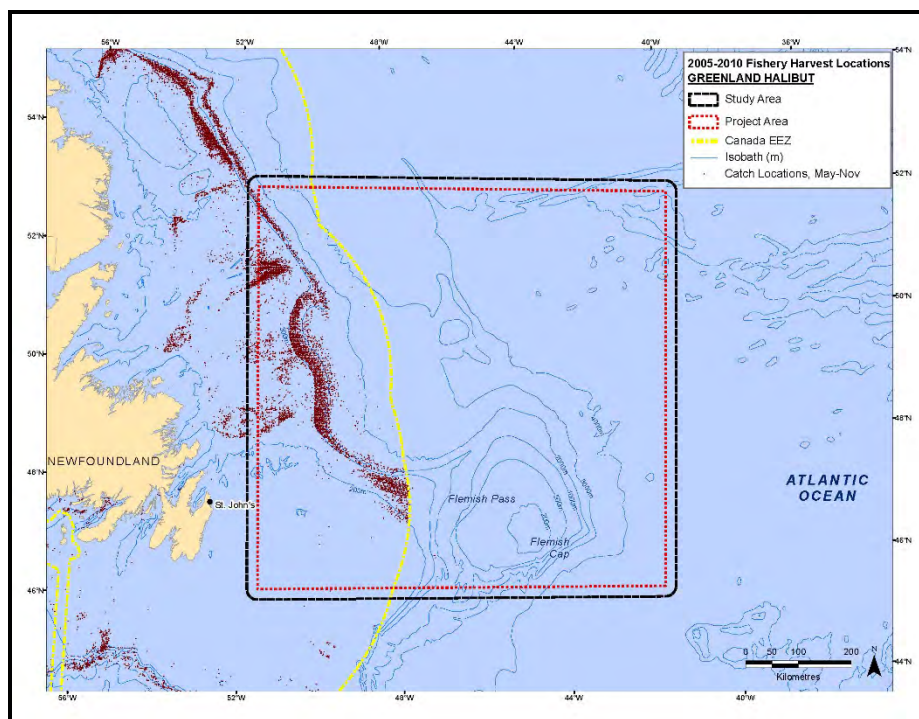 56°W 52°W 48°W 44°W 40°W 36°W
54°N
2005-2010 Fishery Harvest Locations
GREENLAND HALIBUT
Study Area
Project Area
Canada EEZ
Isobath (m)
Catch Locations, May-Nov
54°N
52°N
52°N
50°N
50°N
48°N
48°N
46°N
46°N
44°N
NEWFOUNDLAND
St. John's
200m
Flemish Pass
Flemish
Cap
200m
ATLANTIC
OCEAN
N
0 50 100 200
Kilometres
56°W 52°W 48°W 44°W 40°W